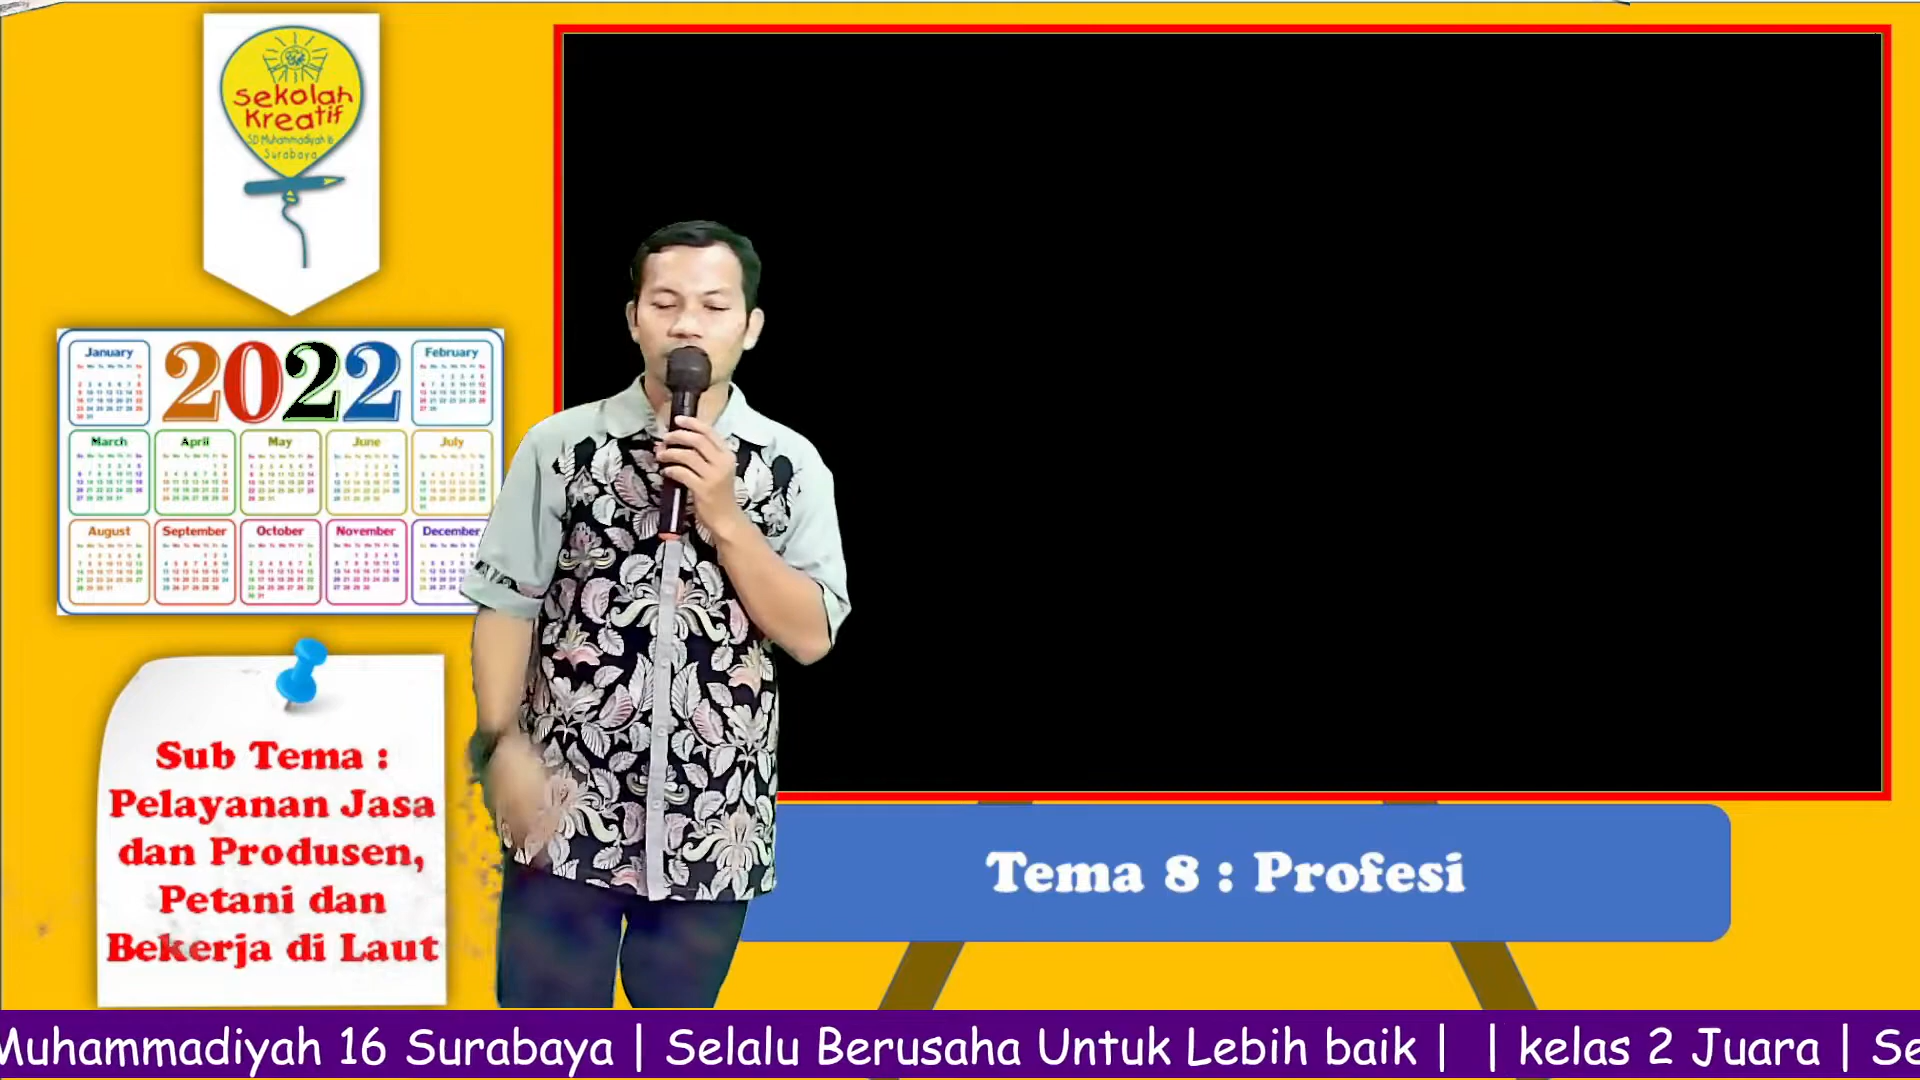 Sekolah
Kreatif
SD Muhammadiyah 16
Surabaya
January
2022
February
March
April
May
June
July
August
September
October
November
December
Sub Tema :
Pelayanan Jasa
dan Produsen,
Petani dan
Bekerja di Laut
Tema 8 : Profesi
Muhammadiyah 16 Surabaya | Selalu Berusaha Untuk Lebih baik | | kelas 2 Juara | Se